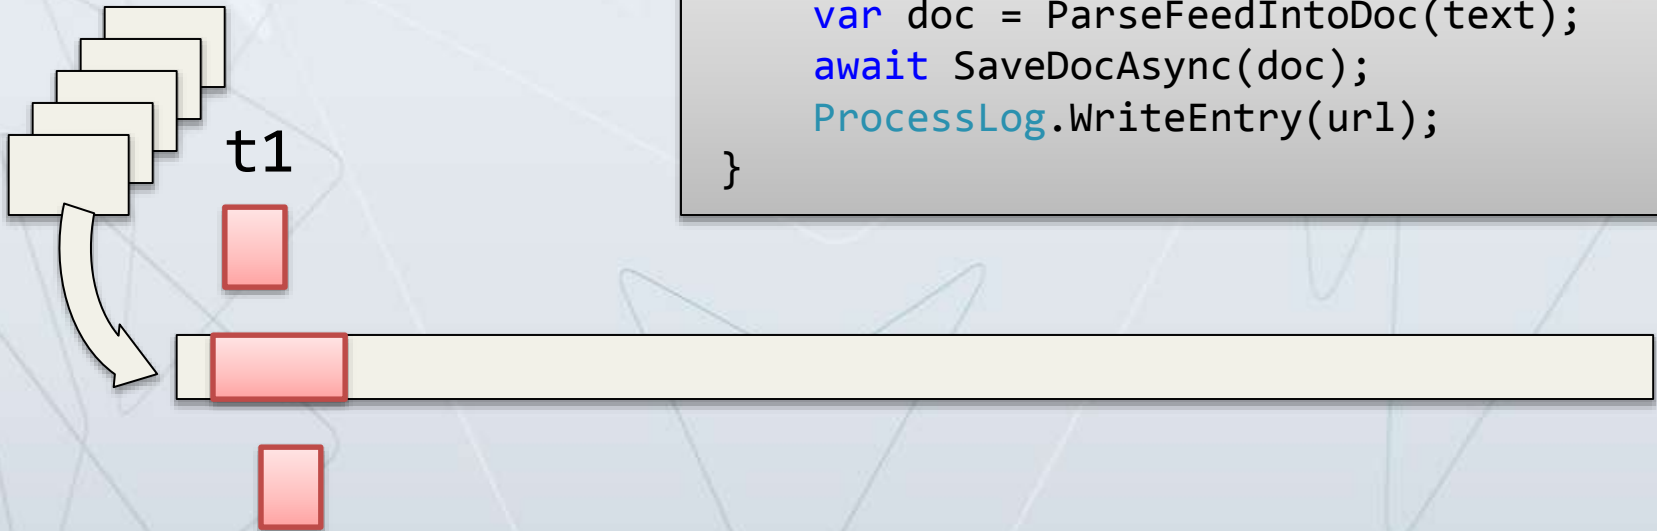 var doc = ParseFeedIntoDoc(text);
await SaveDocAsync(doc);
ProcessLog.WriteEntry(url);
}
t1